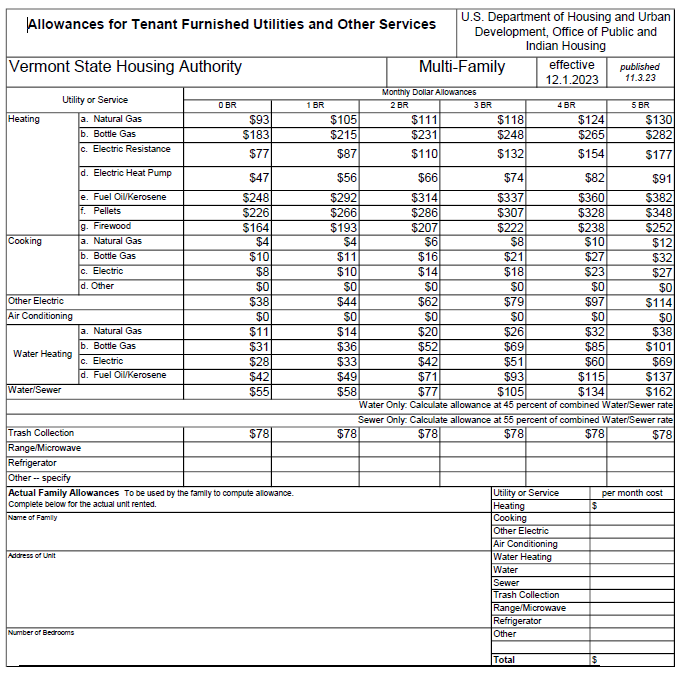 Allowances for Tenant Furnished Utilities and Other Services
U.S. Department of Housing and Urban
Development, Office of Public and
Indian Housing
Vermont State Housing Authority
Multi-Family
effective
12.1.2023
published
11.3.23
Utility or Service
Monthly Dollar Allowances
0 BR 1 BR 2 BR 3 BR 4 BR 5 BR
Heating a. Natural Gas $93 $105 $111 $118 $124 $130
b. Bottle Gas $183 $215 $231 $248 $265 $282
c. Electric Resistance $77 $87 $110 $132 $154 $177
d. Electric Heat Pump $47 $56 $66 $74 $82 $91
e. Fuel Oil/Kerosene $248 $292 $314 $337 $360 $382
f. Pellets $226 $266 $286 $307 $328 $348
g. Firewood $164 $193 $207 $222 $238 $252
Cooking a. Natural Gas $4 $4 $6 $8 $10 $12
b. Bottle Gas $10 $11 $16 $21 $27 $32
c. Electric $8 $10 $14 $18 $23 $27
d. Other $0 $0 $0 $0 $0 $0
Other Electric $38 $44 $62 $79 $97 $114
Air Conditioning $0 $0 $0 $0 $0 $0
Water Heating a. Natural Gas $11 $14 $20 $26 $32 $38
b. Bottle Gas $31 $36 $52 $69 $85 $101
c. Electric $28 $33 $42 $51 $60 $69
d. Fuel Oil/Kerosene $42 $49 $71 $93 $115 $137
Water/Sewer $55 $58 $77 $105 $134 $162
Water Only: Calculate allowance at 45 percent of combined Water/Sewer rate
Sewer Only: Calculate allowance at 55 percent of combined Water/Sewer rate
Trash Collection $78 $78 $78 $78 $78 $78
Range/Microwave
Refrigerator
Other -- specify
Actual Family Allowances To be used by the family to compute allowance.
Complete below for the actual unit rented.
Name of Family
Address of Unit
Number of Bedrooms
Utility or Service per month cost
Heating $
Cooking
Other Electric
Air Conditioning
Water Heating
Water
Sewer
Trash Collection
Range/Microwave
Refrigerator
Other
Total $